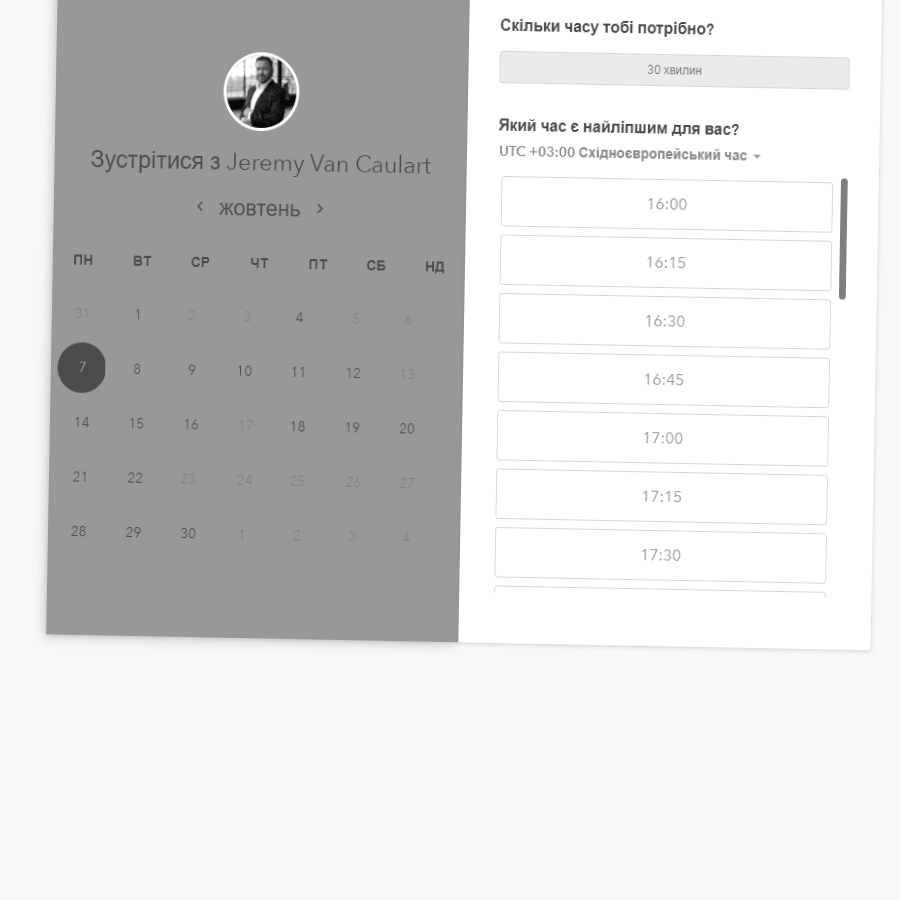 Зустрітися з Jeremy Van Caulart
жовтень
ПН ВТ СР ЧТ ПТ СБ НД
31 1 2 3 4 5 6
7 8 9 10 11 12 13
14 15 16 17 18 19 20
21 22 23 24 25 26 27
28 29 30 1 2 3 4
Скільки часу тобі потрібно?
30 хвилин
Який час є найліпшим для вас?
UTC +03:00 Східноєвропейський час
16:00
16:15
16:30
16:45
17:00
17:15
17:30